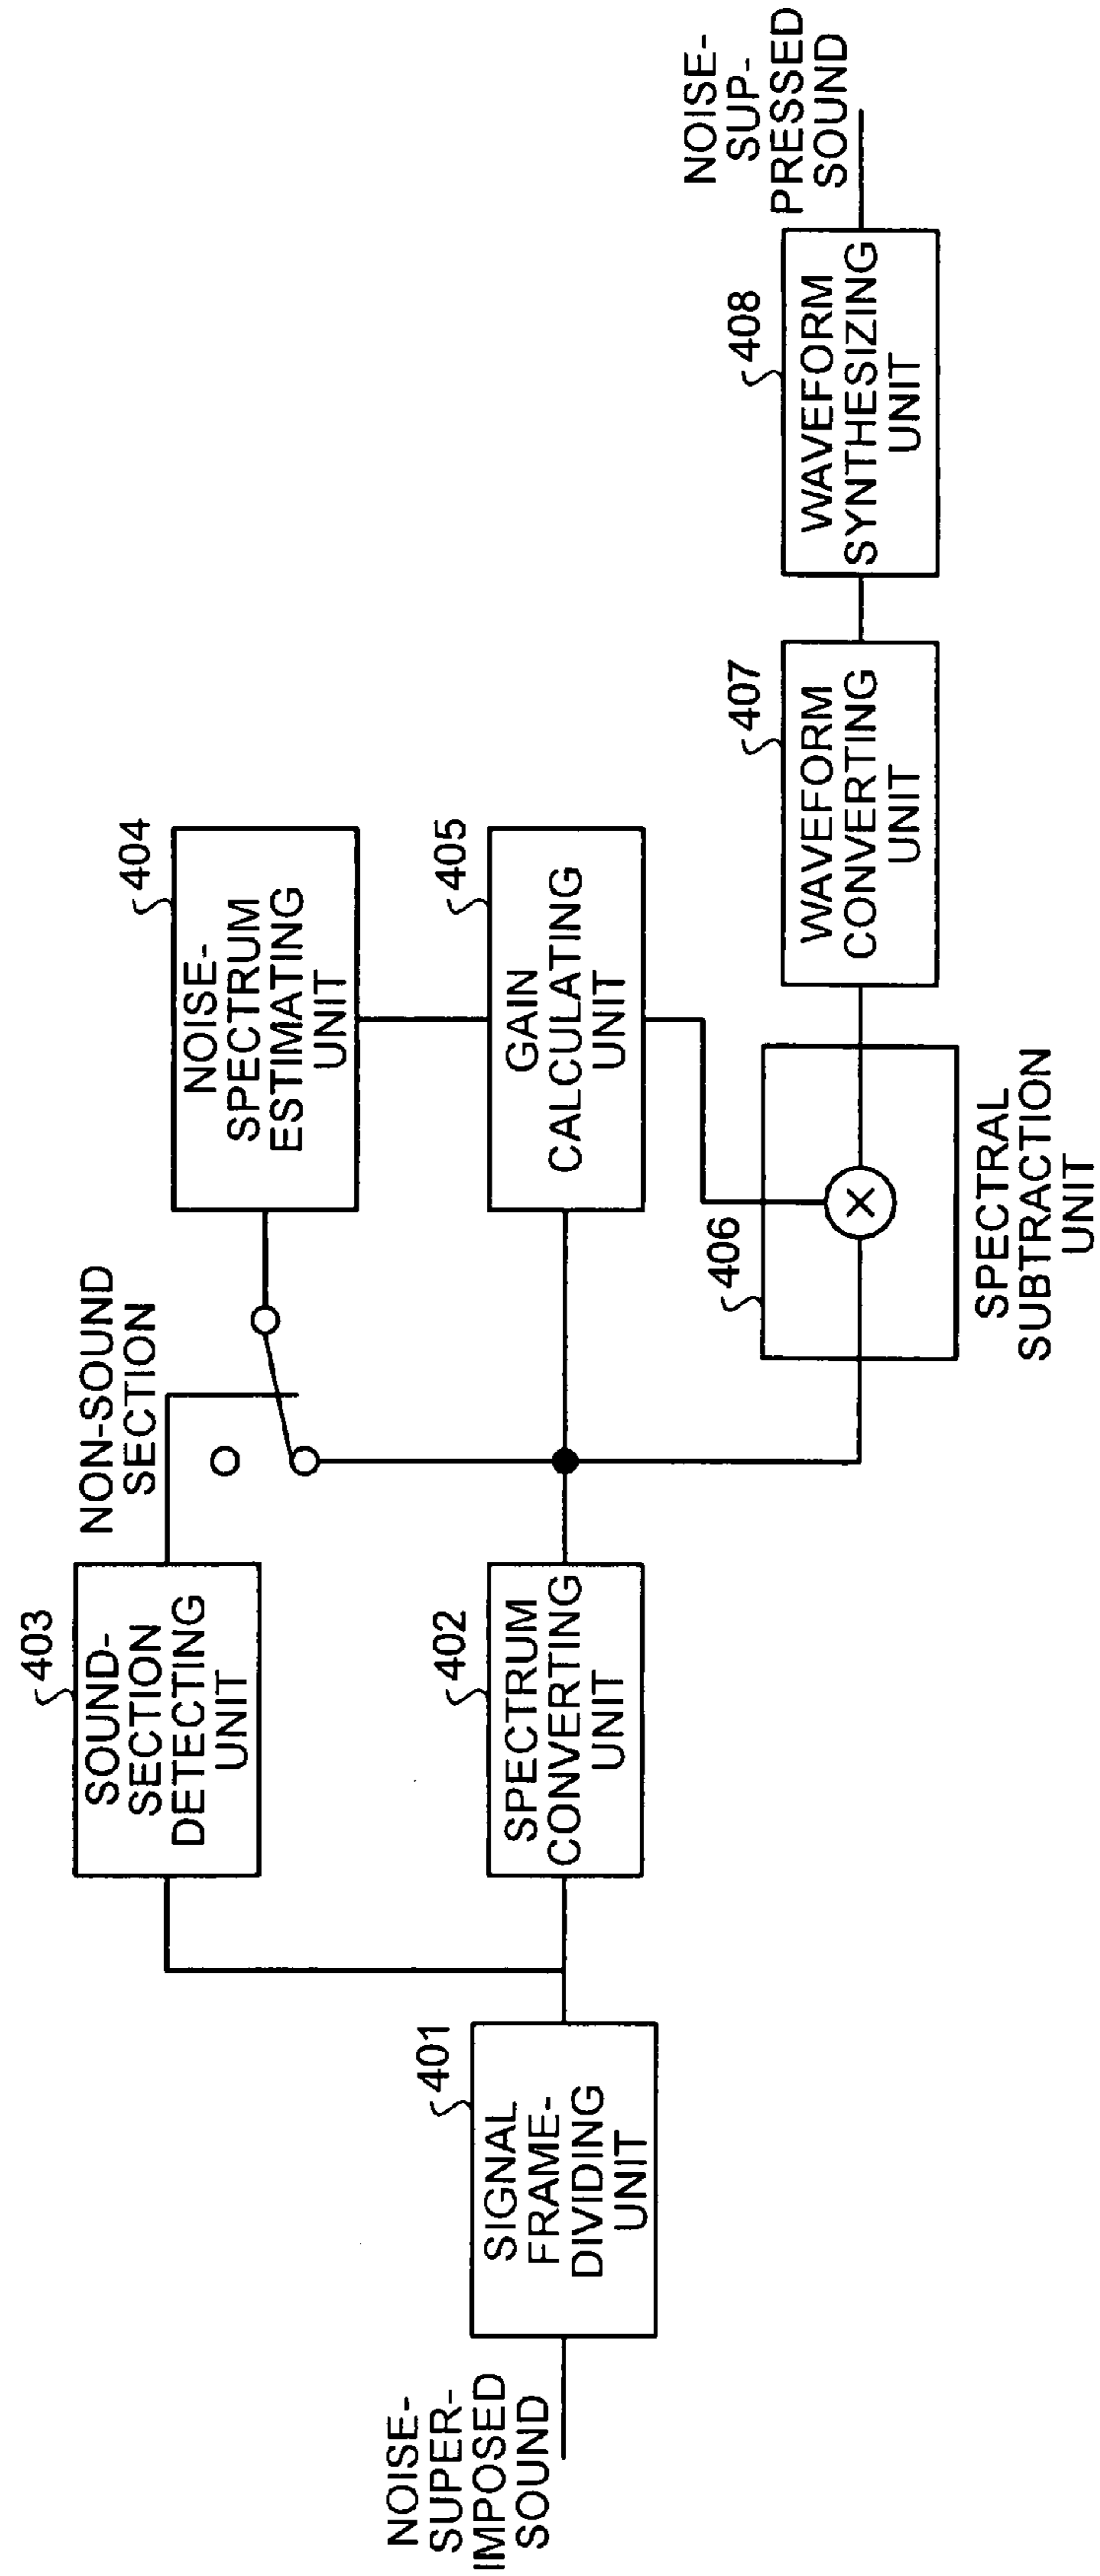 NOISE-
SUPER-
IMPOSED
SOUND
401
SIGNAL
FRAME-
DIVIDING
UNIT
403
SOUND-
SECTION
DETECTING
UNIT
402
SPECTRUM
CONVERTING
UNIT
NON-SOUND
SECTION
404
NOISE-
SPECTRUM
ESTIMATING
UNIT
405
GAIN
CALCULATING
UNIT
406
×
SPECTRAL
SUBTRACTION
UNIT
407
WAVEFORM
CONVERTING
UNIT
408
WAVEFORM
SYNTHESIZING
UNIT
NOISE-
SUP-
PRESSED
SOUND